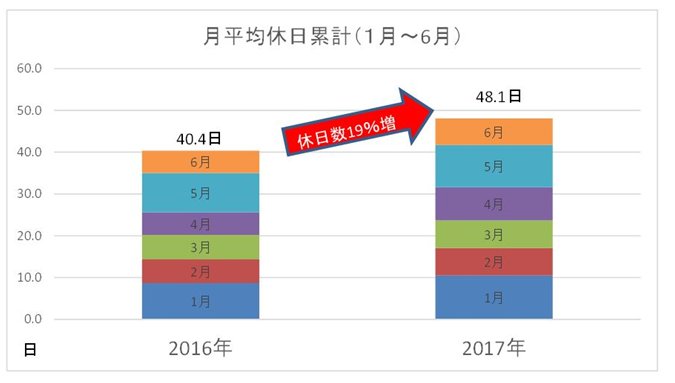 月平均休日累計（１月～6月）
60.0
50.0
40.0
30.0
20.0
10.0
0.0
日
40.4日
6月
5月
4月
3月
2月
1月
2016年
休日数19%増
48.1日
6月
5月
4月
3月
2月
1月
2017年